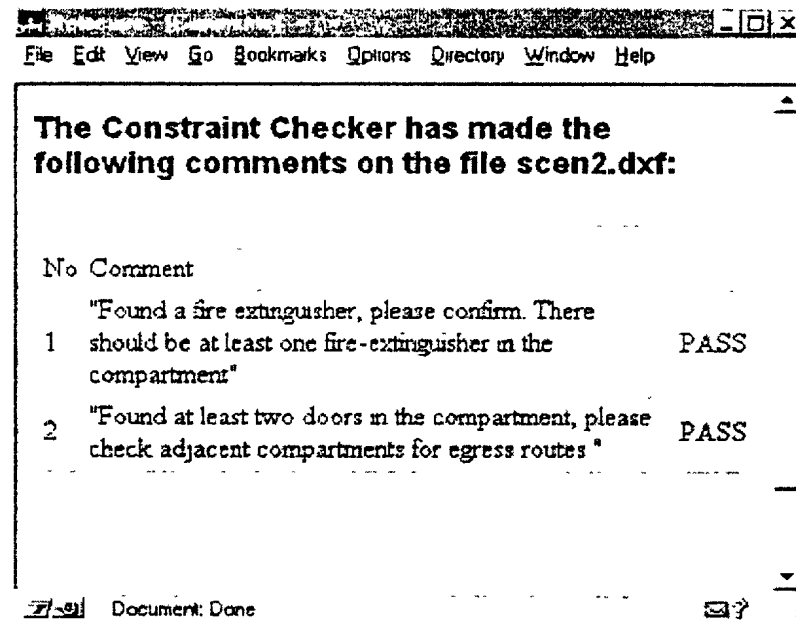 File Edit View Go Bookmarks Options Directory Window Help
The Constraint Checker has made the
following comments on the file scen2.dxf:
No Comment
"Found a fire extinguisher, please confirm. There
1 should be at least one fire-extinguisher in the PASS
compartment"
"Found at least two doors in the compartment, please
2 check adjacent compartments for egress routes " PASS
Document: Done